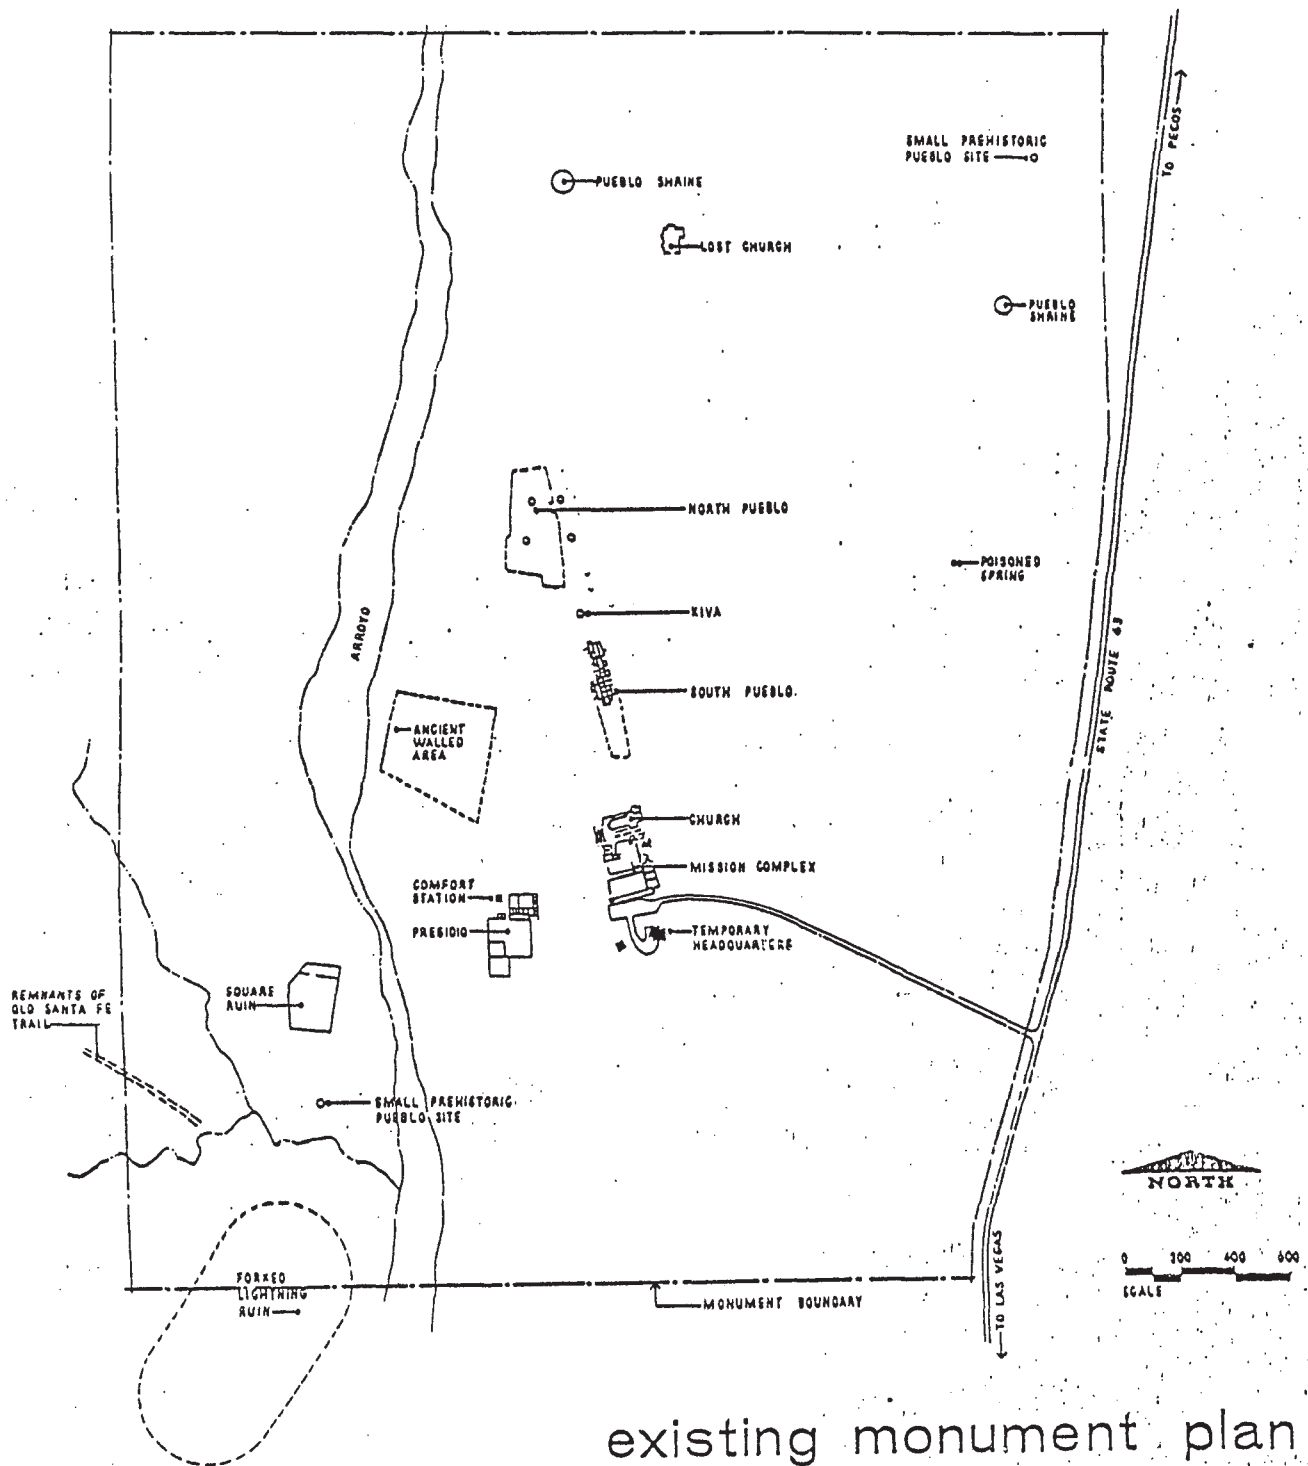 TO PECOS
SMALL PREHISTORIC
PUEBLO SITE
PUEBLO SHRINE
LOST CHURCH
PUEBLO
SHRINE
NORTH PUEBLO
POISONED
SPRING
KIVA
ARROYO
STATE ROUTE 63
SOUTH PUEBLO
ANCIENT
WALLED
AREA
CHURCH
MISSION COMPLEX
COMFORT
STATION
PRESIDIO
TEMPORARY
HEADQUARTERS
SQUARE
RUIN
REMNANTS OF
OLD SANTA FE
TRAIL
SMALL PREHISTORIC
PUEBLO SITE
NORTH
TO LAS VEGAS
0 200 400 600
SCALE
FORKED
LIGHTNING
RUIN
MONUMENT BOUNDARY
existing monument plan